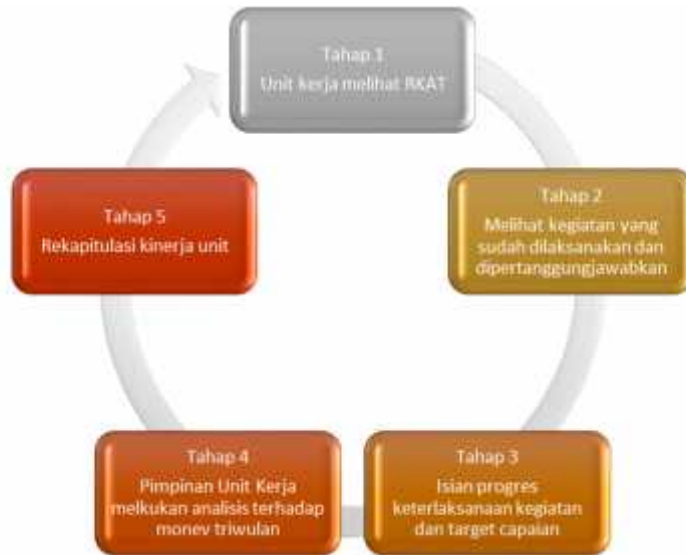 Tahap 1
Unit kerja melihat RKAT
Tahap 2
Melihat kegiatan yang
sudah dilaksanakan dan
dipertanggungjawabkan
Tahap 3
Isian progres
keterlaksanaan kegiatan
dan target capaian
Tahap 4
Pimpinan Unit Kerja
melkukan analisis terhadap
monev triwulan
Tahap 5
Rekapitulasi kinerja unit